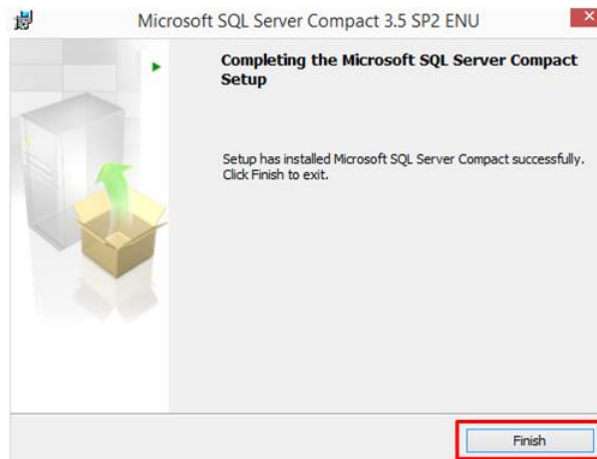 Microsoft SQL Server Compact 3.5 SP2 ENU
Completing the Microsoft SQL Server Compact
Setup
Setup has installed Microsoft SQL Server Compact successfully.
Click Finish to exit.
Finish